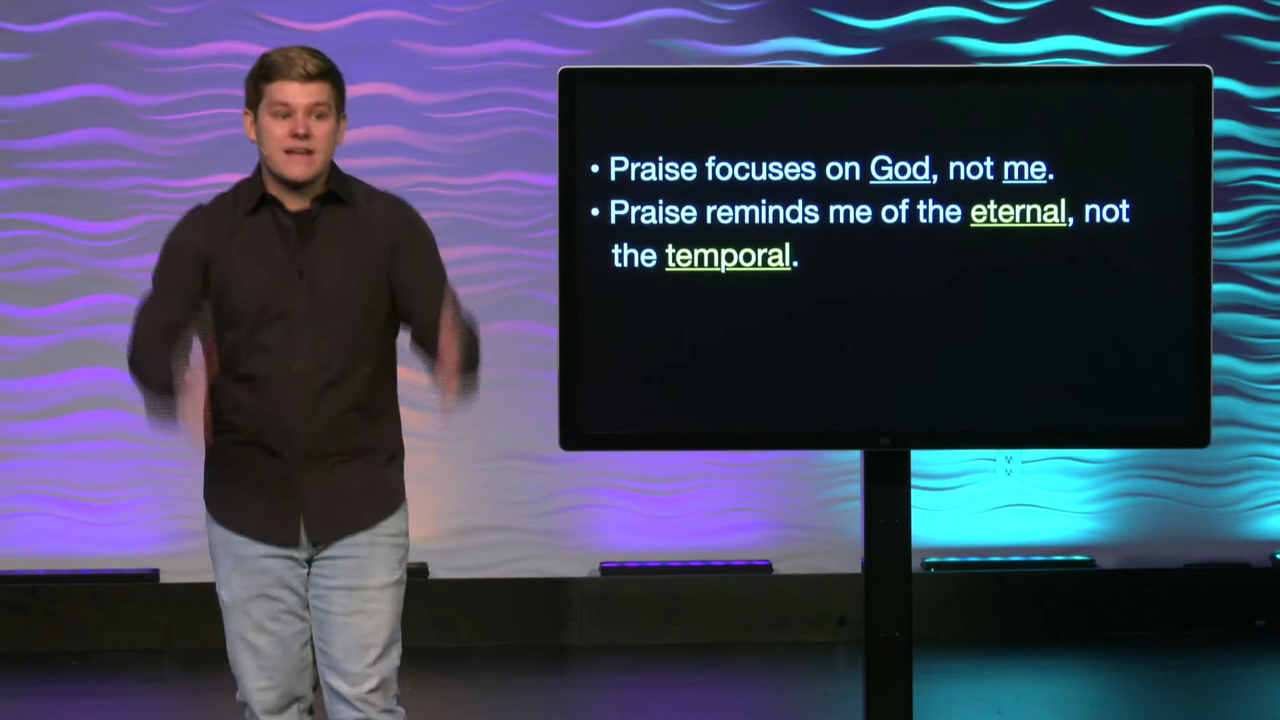 • Praise focuses on God, not me.
• Praise reminds me of the eternal, not
the temporal.